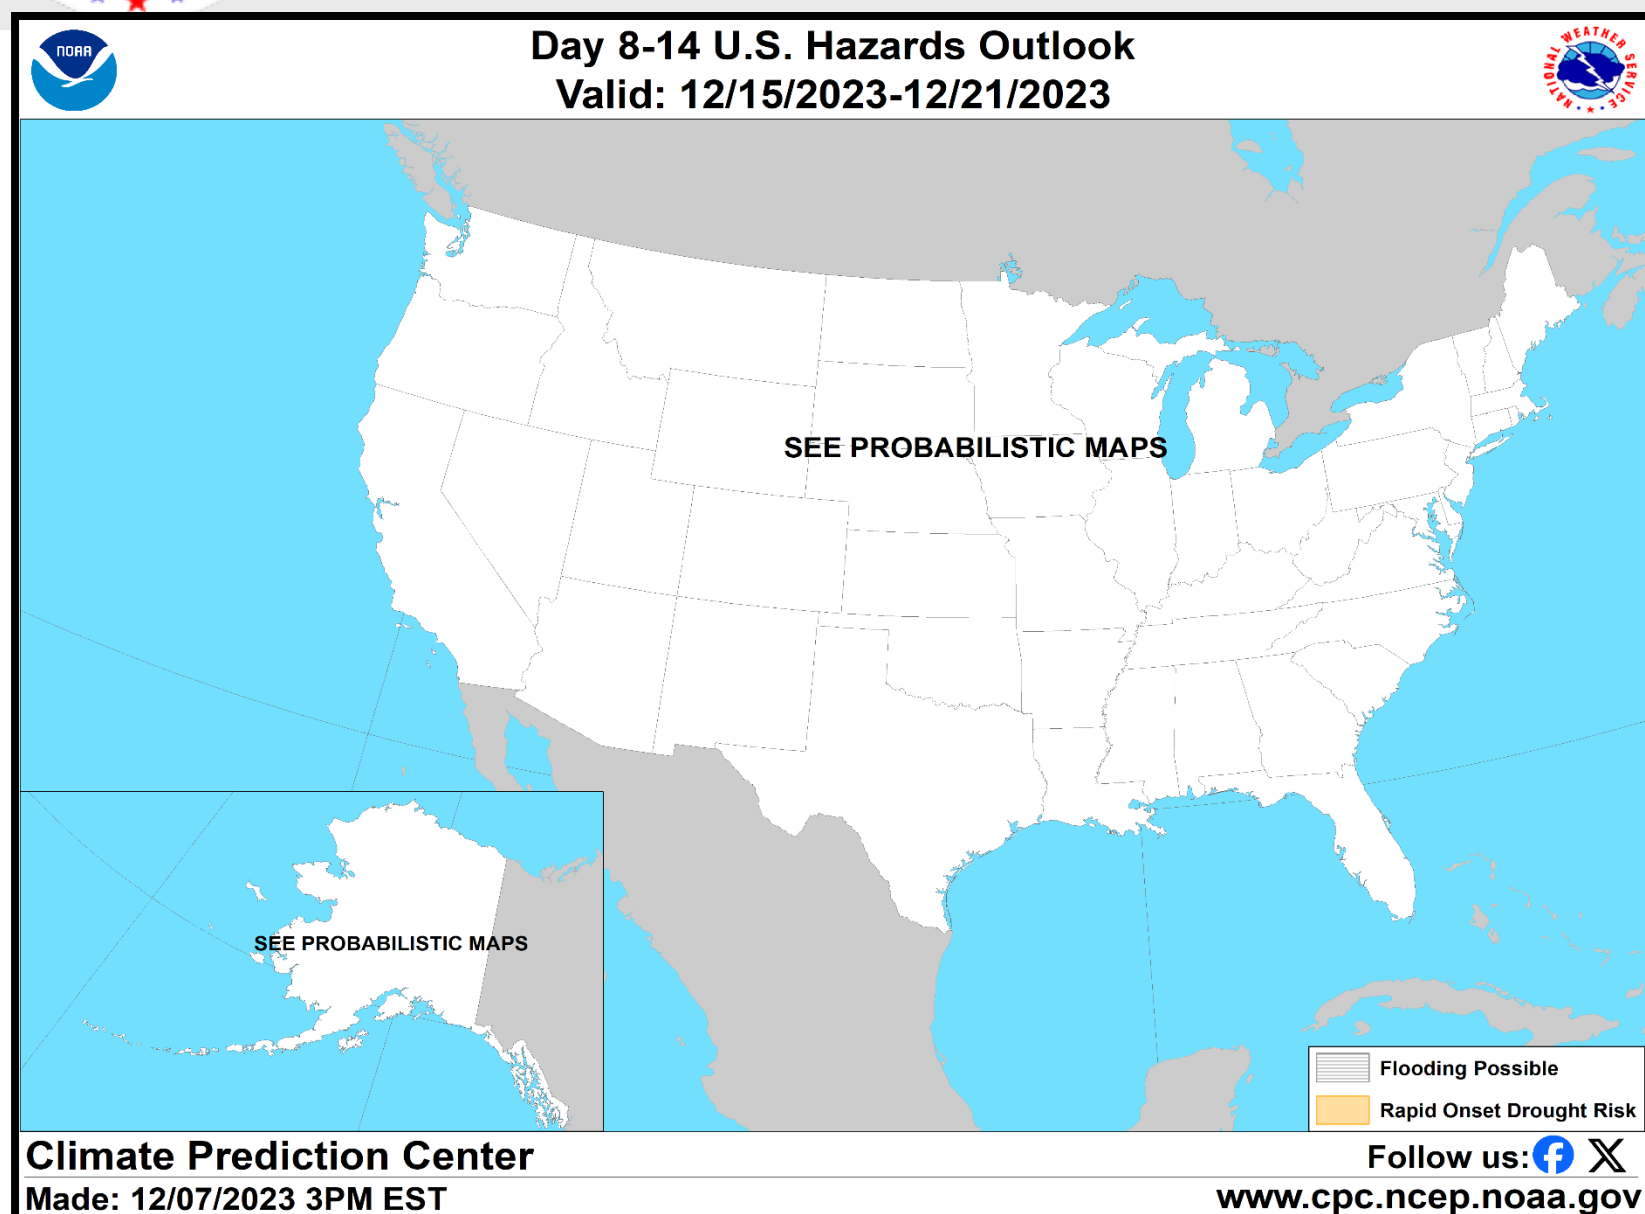 NOAA
Day 8-14 U.S. Hazards Outlook
Valid: 12/15/2023-12/21/2023
NATIONAL WEATHER SERVICE
SEE PROBABILISTIC MAPS
SEE PROBABILISTIC MAPS
Flooding Possible
Rapid Onset Drought Risk
Climate Prediction Center
Follow us:
Made: 12/07/2023 3PM EST
www.cpc.ncep.noaa.gov